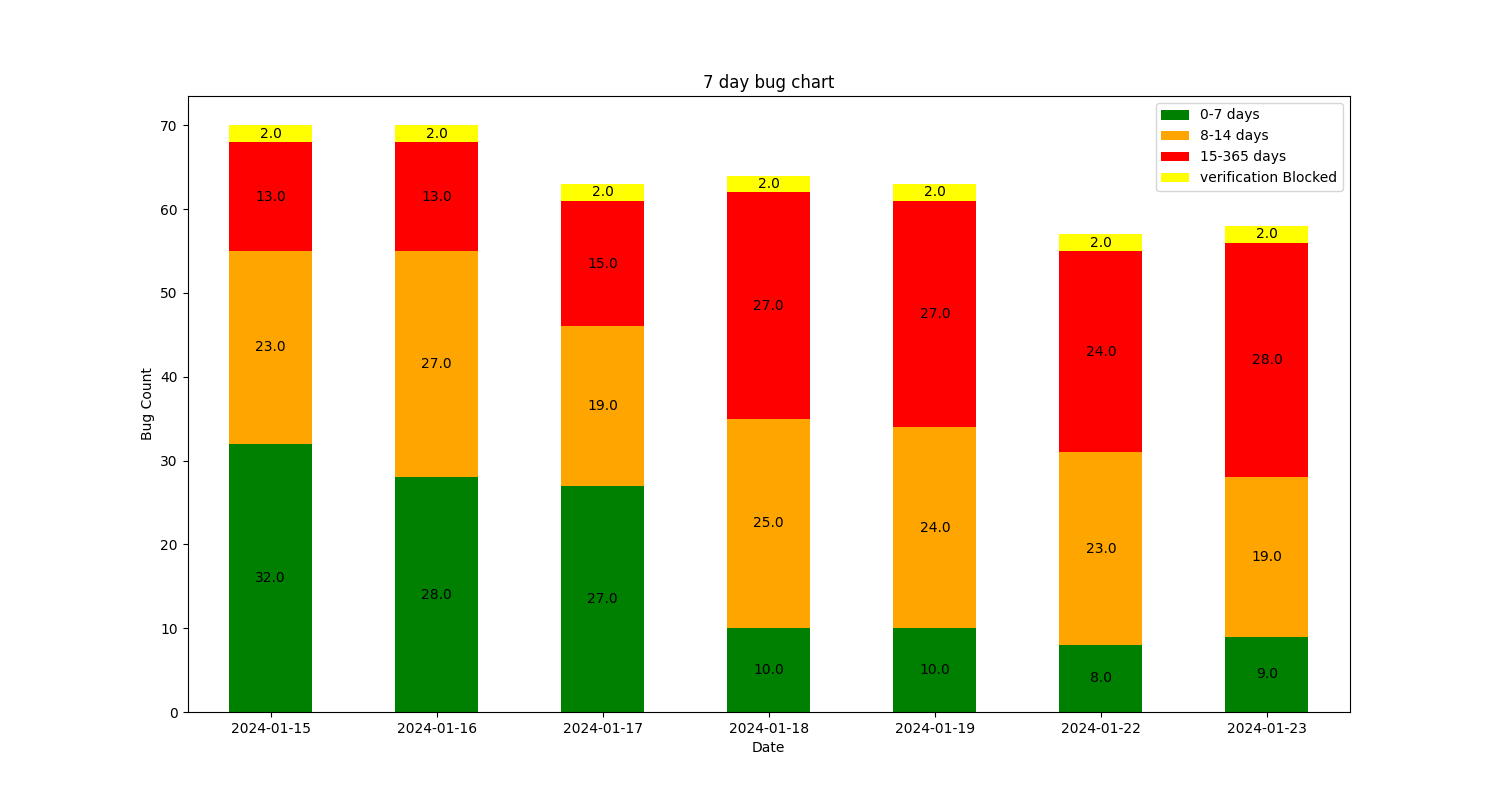 7 day bug chart
0-7 days
8-14 days
15-365 days
verification Blocked
Bug Count
70
60
50
40
30
20
10
0
2.0 2.0 2.0 2.0 2.0 2.0 2.0
13.0 13.0 15.0 27.0 27.0 24.0 28.0
23.0 27.0 19.0 25.0 24.0 23.0 19.0
32.0 28.0 27.0 10.0 10.0 8.0 9.0
2024-01-15 2024-01-16 2024-01-17 2024-01-18 2024-01-19 2024-01-22 2024-01-23
Date